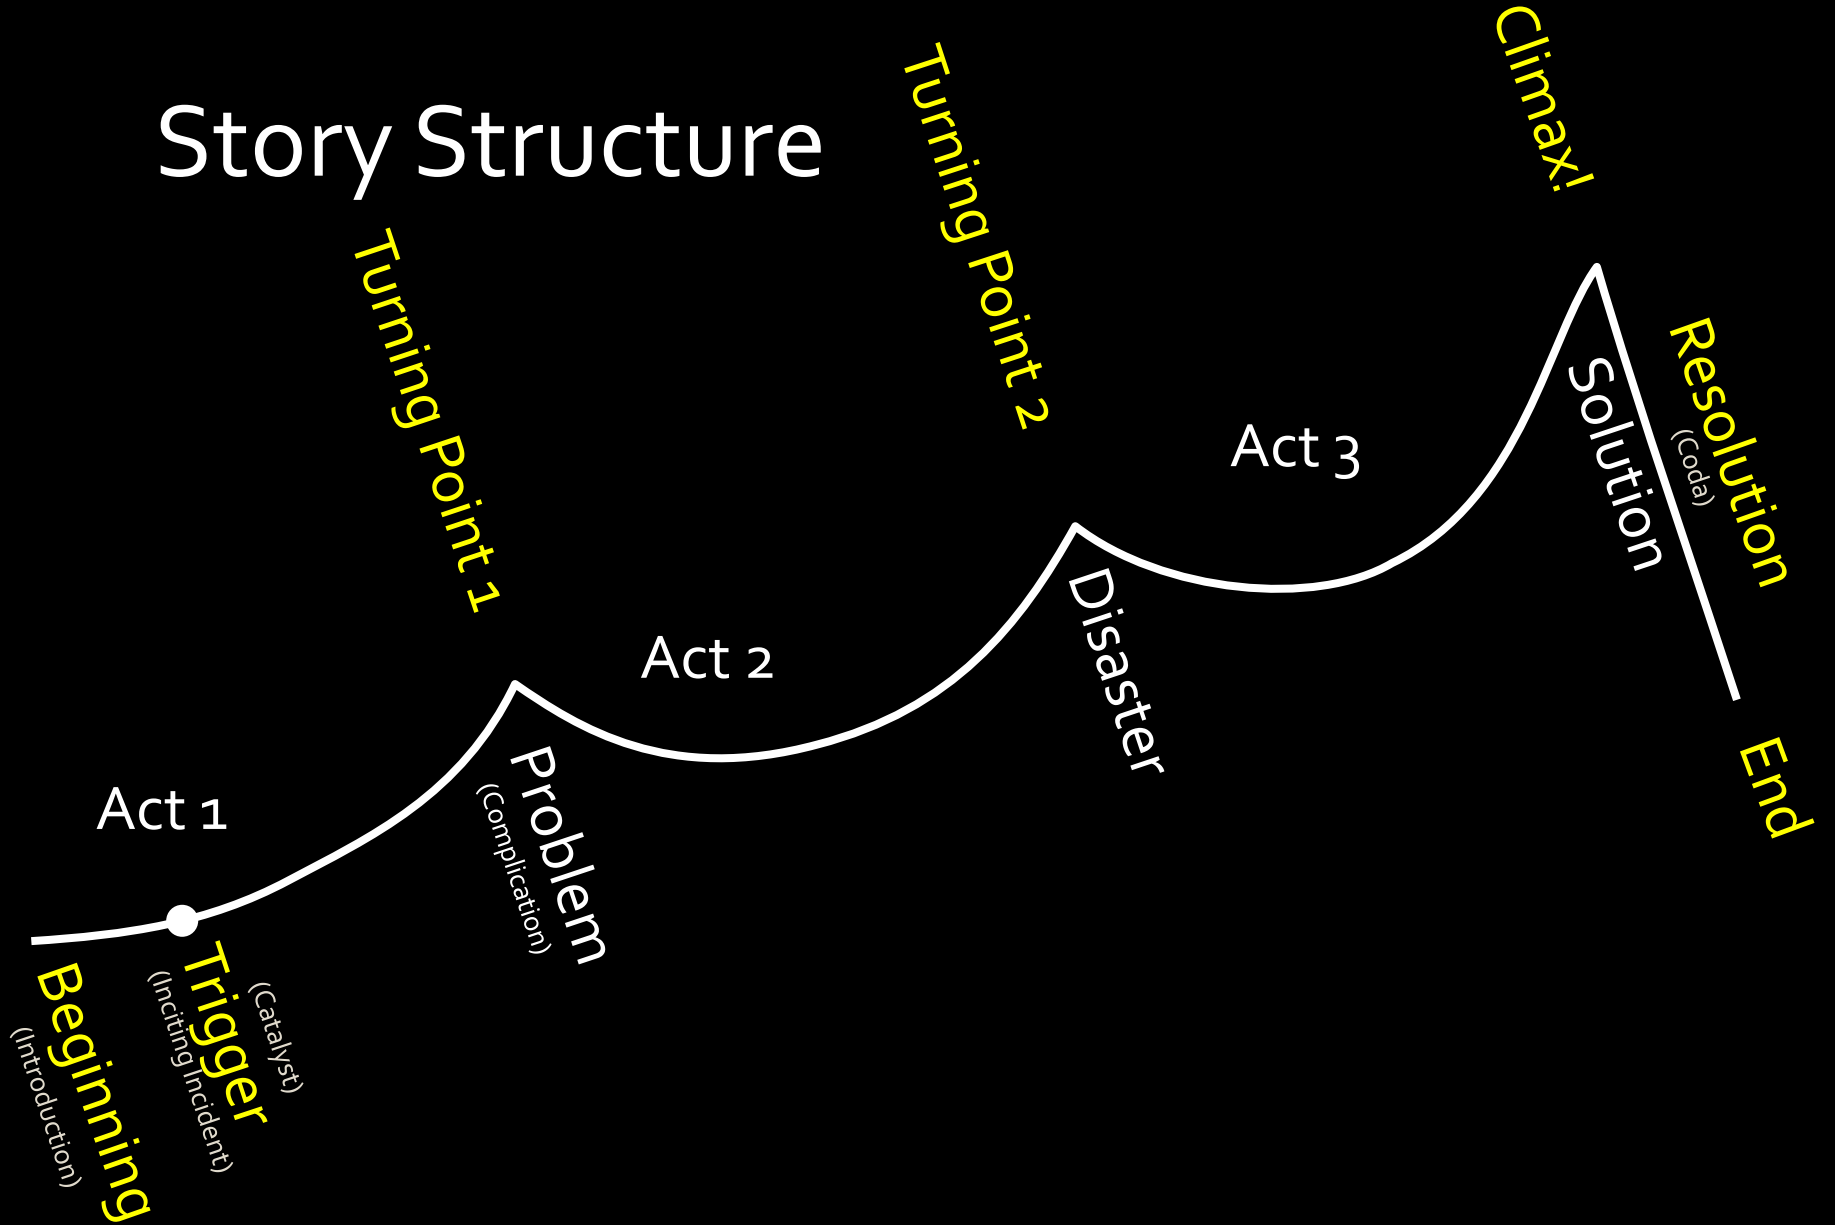 Story Structure
Act 1
Beginning
(Introduction)
Trigger
(Catalyst)
(Inciting Incident)
Turning Point 1
Problem
(Complication)
Act 2
Turning Point 2
Disaster
Act 3
Climax!
Solution
Resolution
(Coda)
End